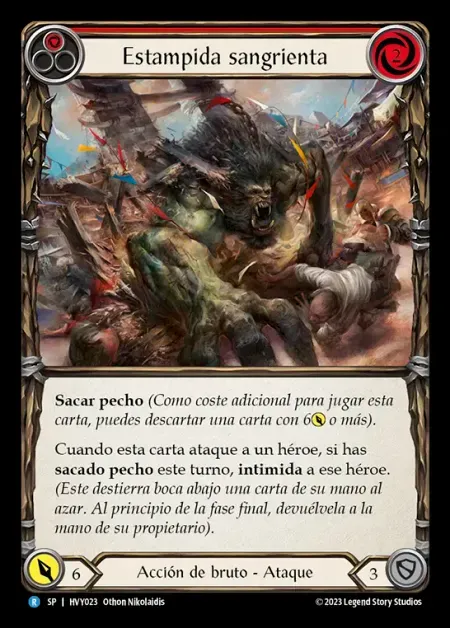 Estampida sangrienta
2
Sacar pecho (Como coste adicional para jugar esta
carta, puedes descartar una carta con 6 o más).
Cuando esta carta ataque a un héroe, si has
sacado pecho este turno, intimida a ese héroe.
(Este destierra boca abajo una carta de su mano al
azar. Al principio de la fase final, devuélvela a
la mano de su propietario).
6
Acción de bruto - Ataque
3
R SP | HVY023 Othon Nikolaidis
© 2023 Legend Story Studios